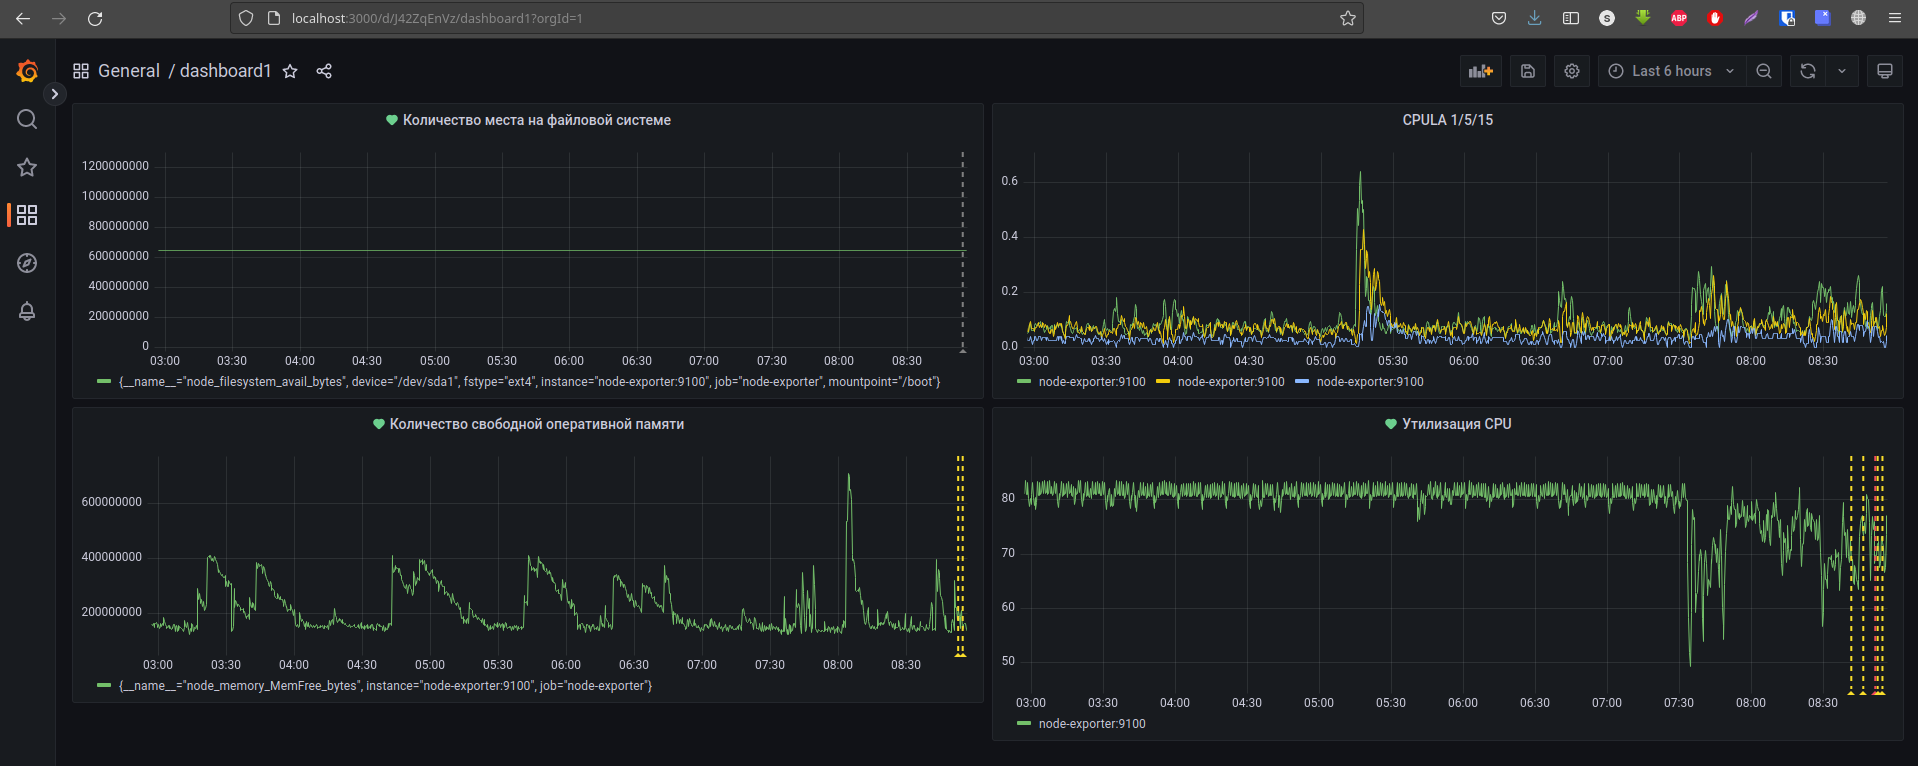 localhost:3000/d/J42ZqEnVz/dashboard1?orgId=1
S
ABP
General / dashboard1
Last 6 hours
Количество места на файловой системе
1200000000
1000000000
800000000
600000000
400000000
200000000
0
03:00 03:30 04:00 04:30 05:00 05:30 06:00 06:30 07:00 07:30 08:00 08:30
{__name__="node_filesystem_avail_bytes", device="/dev/sda1", fstype="ext4", instance="node-exporter:9100", job="node-exporter", mountpoint="/boot"}
CPULA 1/5/15
0.6
0.4
0.2
0.0
03:00 03:30 04:00 04:30 05:00 05:30 06:00 06:30 07:00 07:30 08:00 08:30
node-exporter:9100 node-exporter:9100 node-exporter:9100
Количество свободной оперативной памяти
600000000
400000000
200000000
03:00 03:30 04:00 04:30 05:00 05:30 06:00 06:30 07:00 07:30 08:00 08:30
{__name__="node_memory_MemFree_bytes", instance="node-exporter:9100", job="node-exporter"}
Утилизация CPU
80
70
60
50
03:00 03:30 04:00 04:30 05:00 05:30 06:00 06:30 07:00 07:30 08:00 08:30
node-exporter:9100